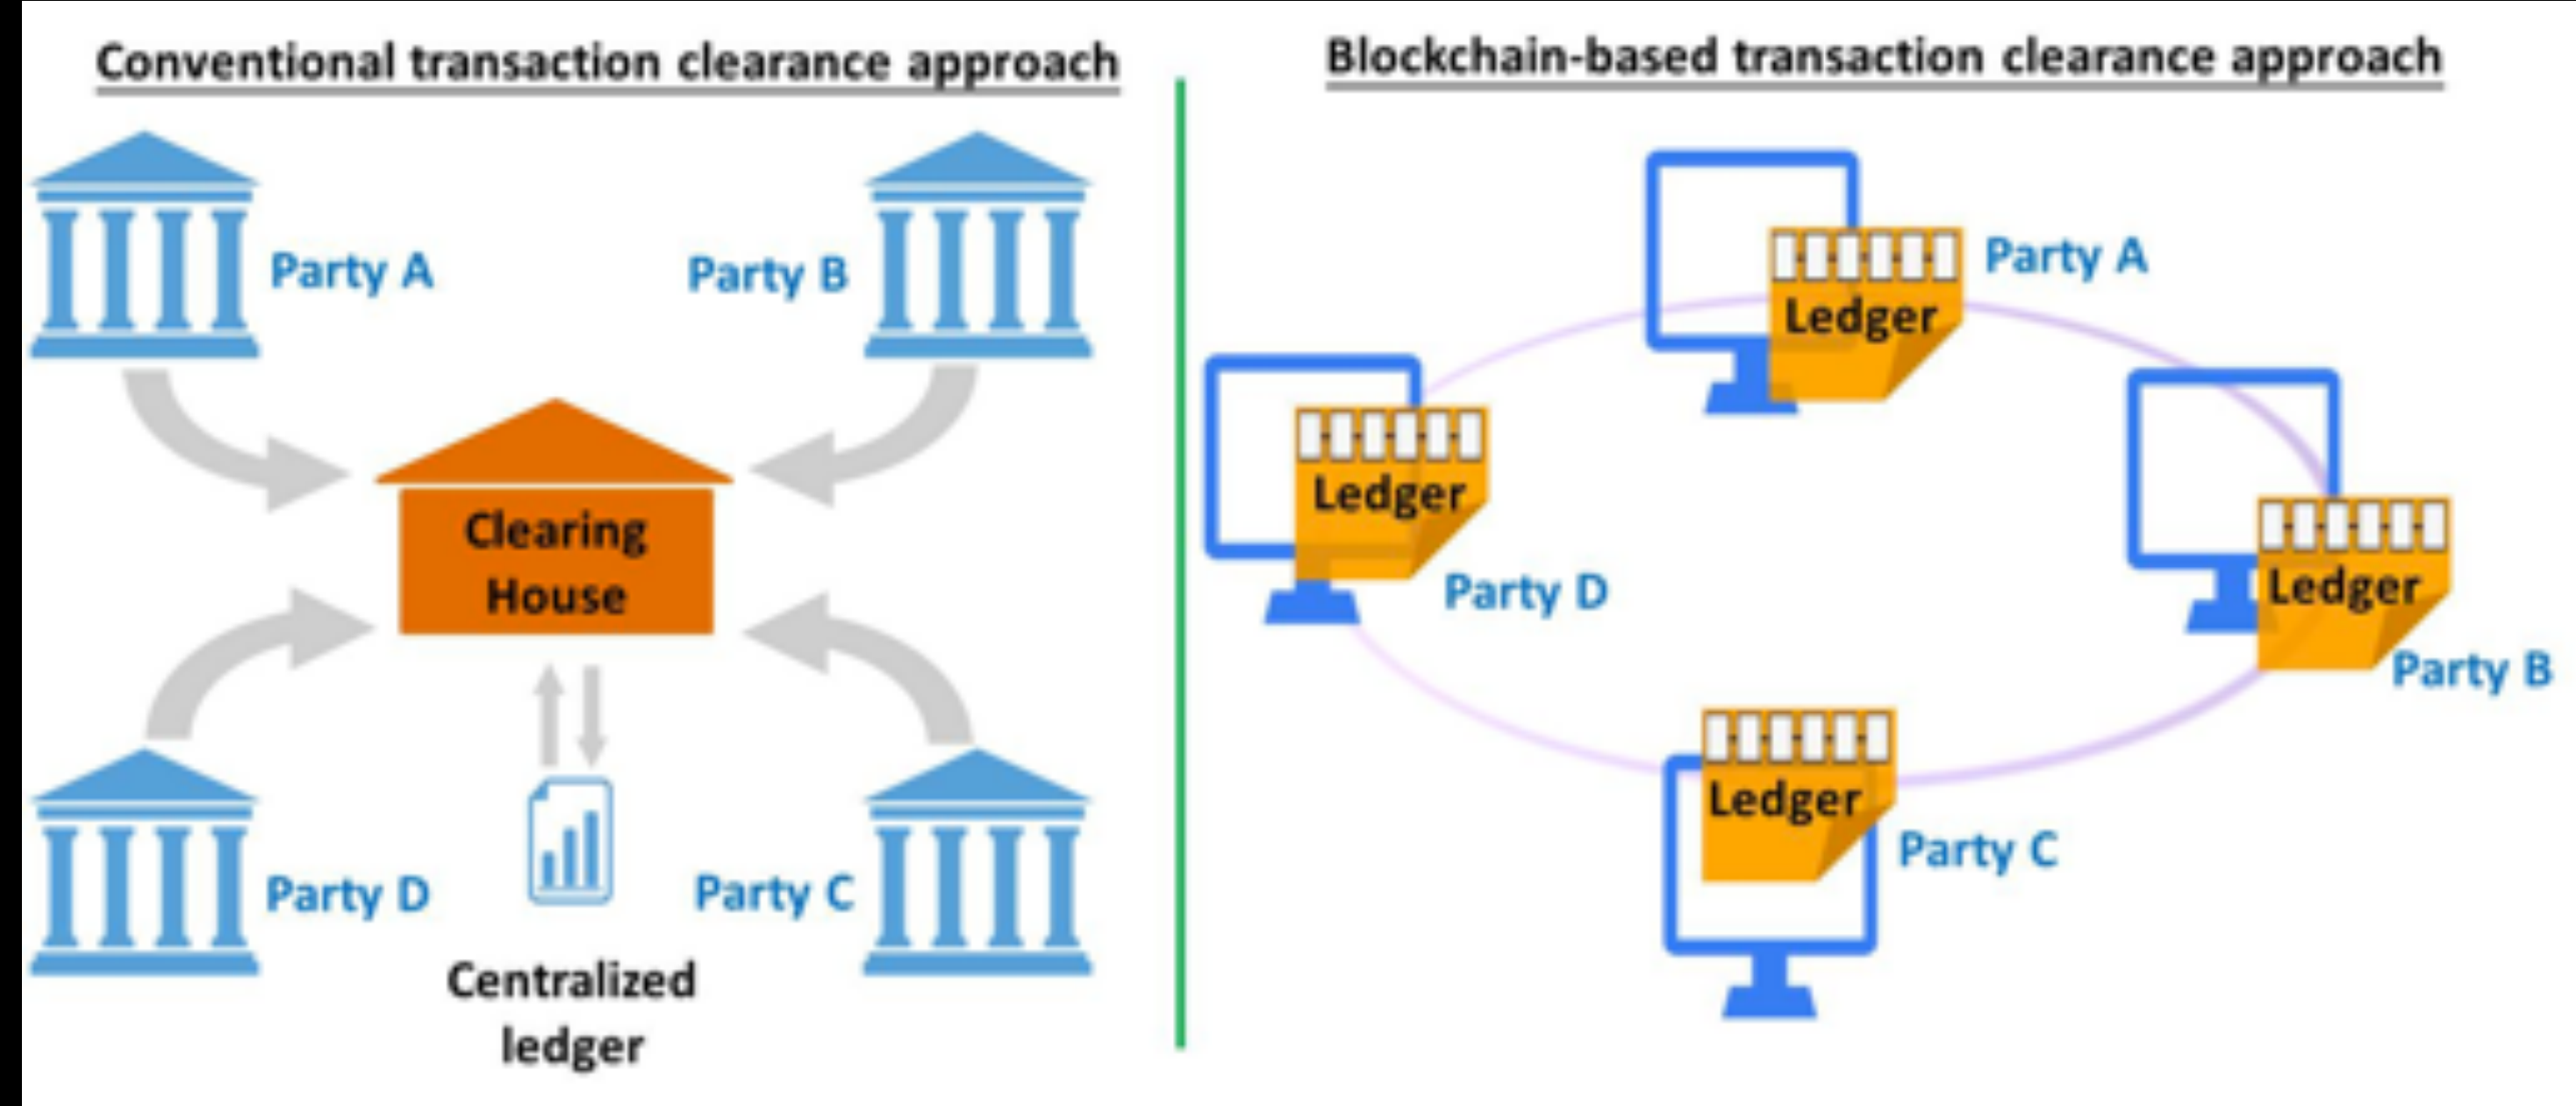 Conventional transaction clearance approach
Party A
Party B
Clearing
House
Party D
Party C
Centralized
ledger
Blockchain-based transaction clearance approach
Party A
Ledger
Ledger
Party D
Ledger
Party B
Ledger
Party C